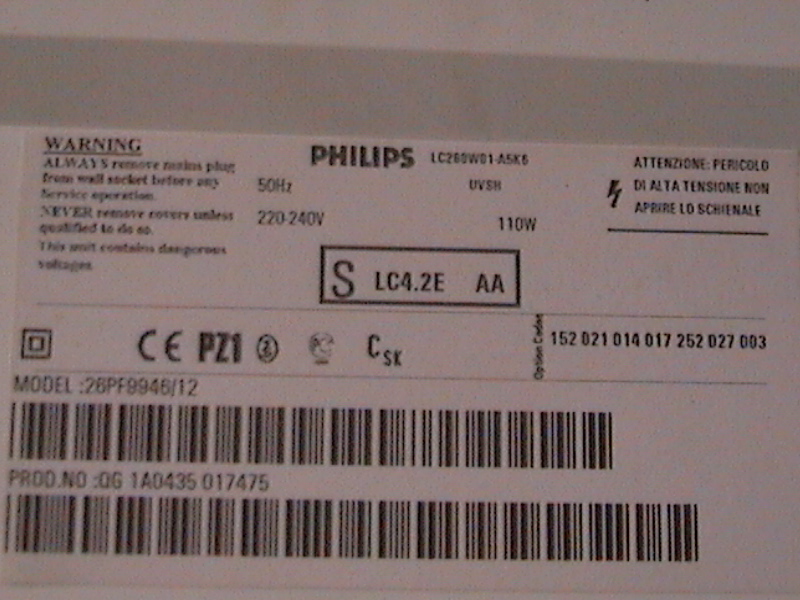 WARNING
ALWAYS remove mains plug
from wall socket before any
Service operation.
NEVER remove covers unless
qualified to do so.
This unit contains dangerous
voltages.
PHILIPS LC260W01-A5K6
50Hz UVSH
220-240V 110W
ATTENZIONE: PERICOLO
DI ALTA TENSIONE NON
APRIRE LO SCHIENALE
S LC4.2E AA
CE PZ1 CSK
Option Codes 152 021 014 017 252 027 003
MODEL :26PF9946/12
PROD.NO :QG 1A0435 017475